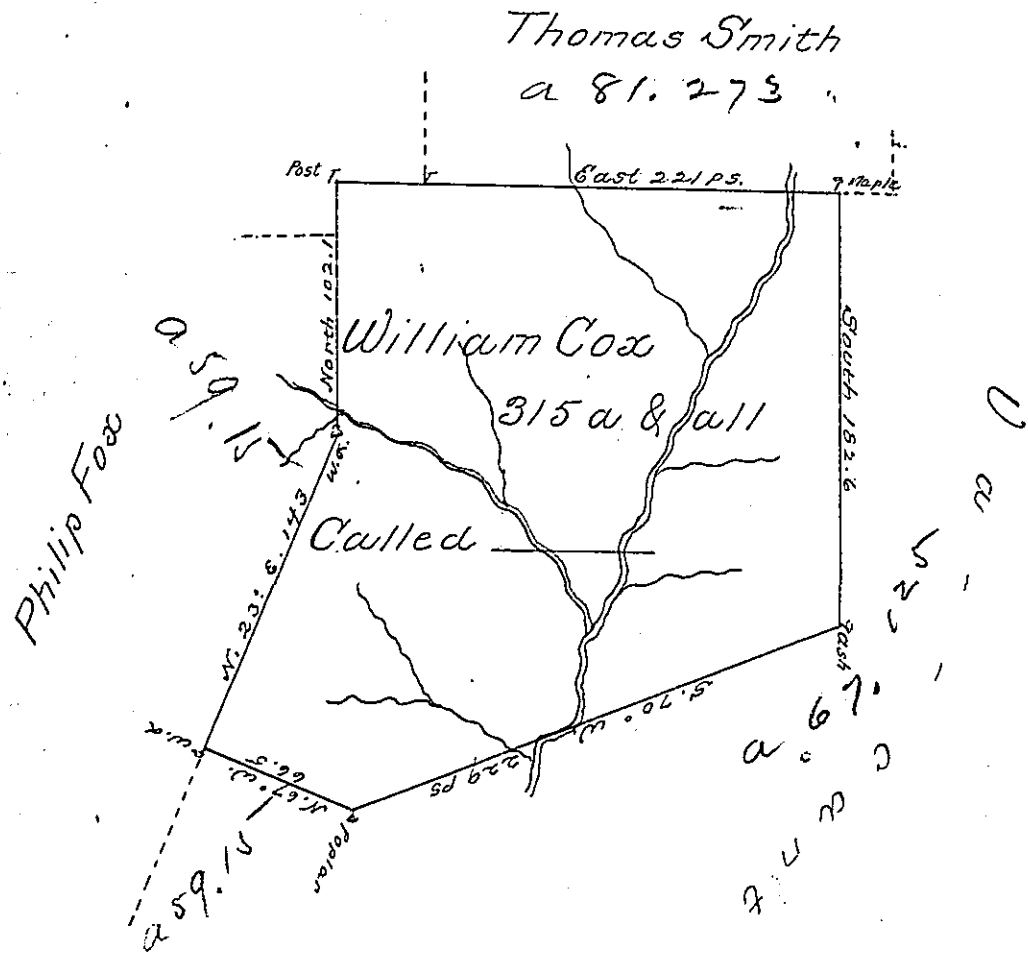 Thomas Smith
a 81. 273
Post
East 221 ps.
Maple
North 102.1
William Cox
315 a & all
South 182.6
a 59.15
W.O.
Philip Fox
N. 23° E. 143
Called
ash
S. 70° W
229 ps
W.O.
N. 67° W.
66.5
Poplar
a 59.15
a. 67.